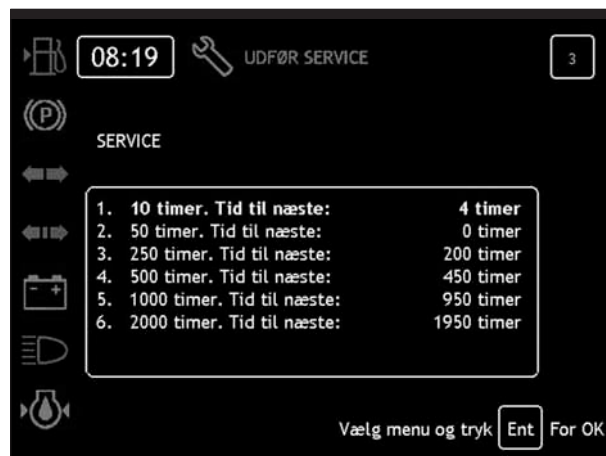 08:19 UDFØR SERVICE 3
(P)
SERVICE
1. 10 timer. Tid til næste: 4 timer
2. 50 timer. Tid til næste: 0 timer
3. 250 timer. Tid til næste: 200 timer
4. 500 timer. Tid til næste: 450 timer
5. 1000 timer. Tid til næste: 950 timer
6. 2000 timer. Tid til næste: 1950 timer
Vælg menu og tryk Ent For OK